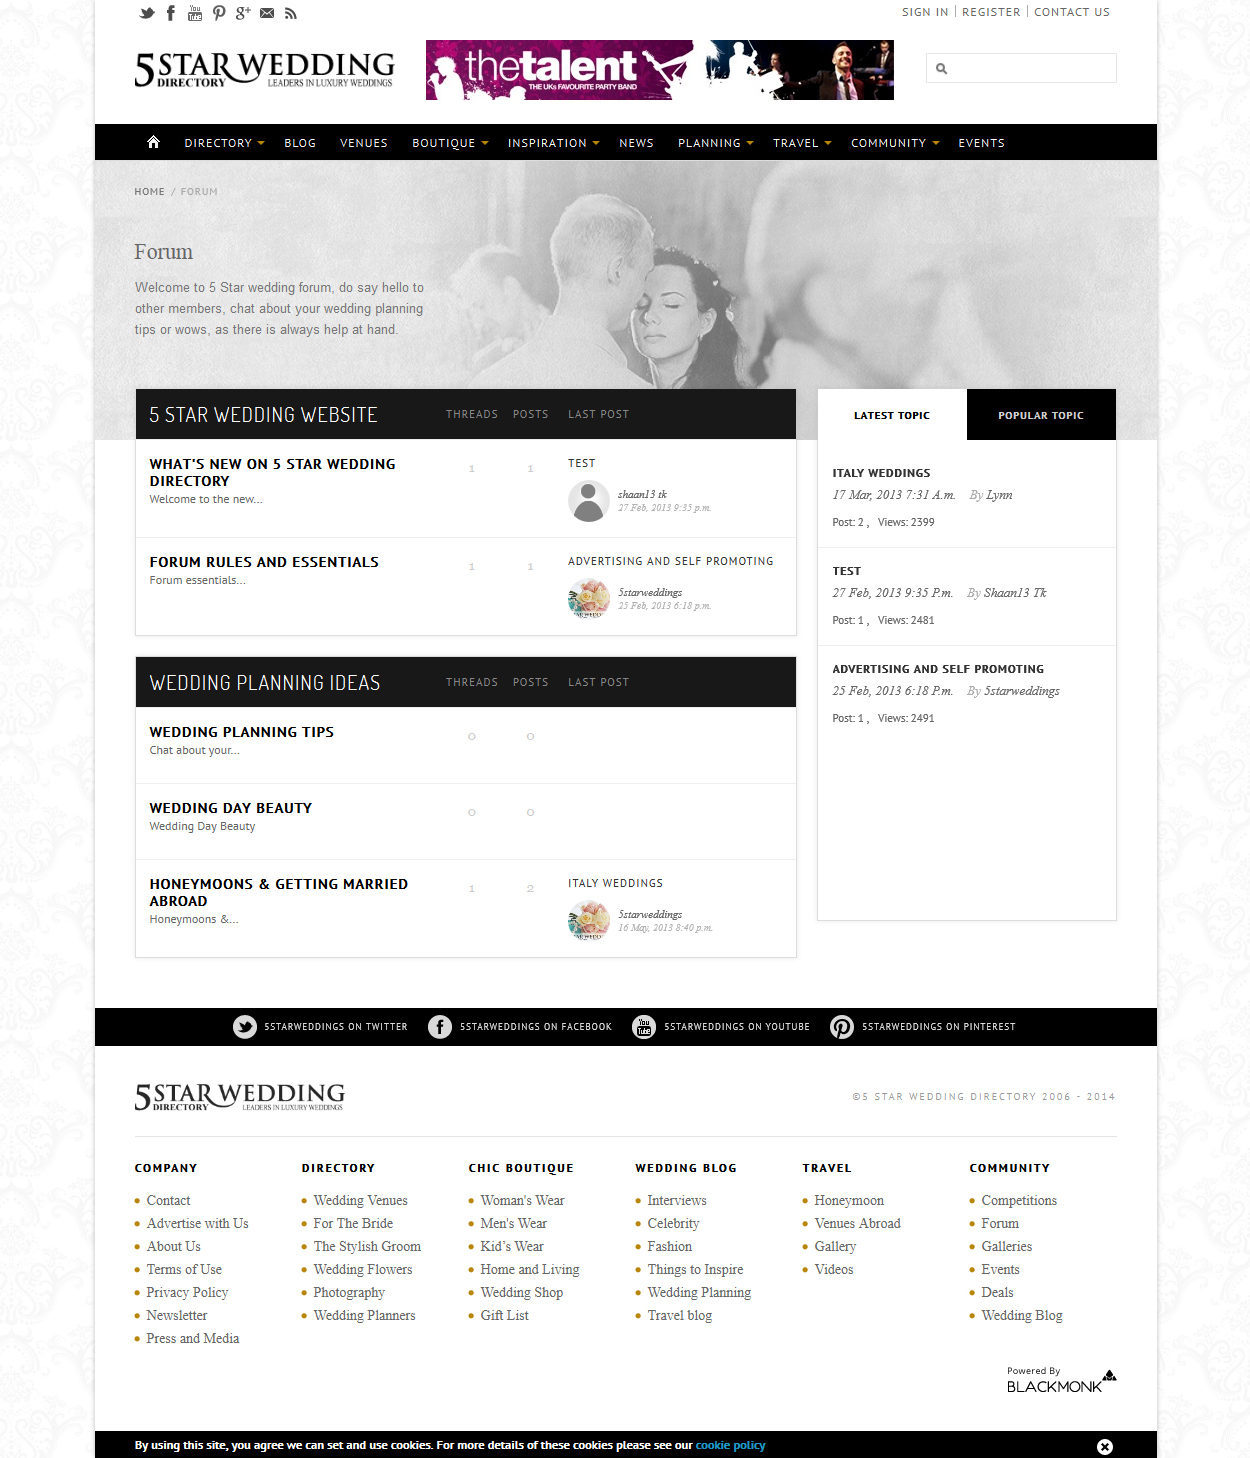 SIGN IN | REGISTER | CONTACT US
5 STAR WEDDING
DIRECTORY LEADERS IN LUXURY WEDDINGS
thetalent
THE UKs FAVOURITE PARTY BAND
DIRECTORY BLOG VENUES BOUTIQUE INSPIRATION NEWS PLANNING TRAVEL COMMUNITY EVENTS
HOME / FORUM
Forum
Welcome to 5 Star wedding forum, do say hello to
other members, chat about your wedding planning
tips or wows, as there is always help at hand.
5 STAR WEDDING WEBSITE THREADS POSTS LAST POST
WHAT'S NEW ON 5 STAR WEDDING
DIRECTORY
Welcome to the new...
1 1
TEST
shaan13 tk
27 Feb, 2013 9:35 p.m.
FORUM RULES AND ESSENTIALS
Forum essentials...
1 1
ADVERTISING AND SELF PROMOTING
5starweddings
25 Feb, 2013 6:18 p.m.
WEDDING PLANNING IDEAS THREADS POSTS LAST POST
WEDDING PLANNING TIPS
Chat about your...
0 0
WEDDING DAY BEAUTY
Wedding Day Beauty
0 0
HONEYMOONS & GETTING MARRIED
ABROAD
Honeymoons &...
1 2
ITALY WEDDINGS
5starweddings
16 May, 2013 8:40 p.m.
LATEST TOPIC POPULAR TOPIC
ITALY WEDDINGS
17 Mar, 2013 7:31 A.m. By Lynn
Post: 2 , Views: 2399
TEST
27 Feb, 2013 9:35 P.m. By Shaan13 Tk
Post: 1 , Views: 2481
ADVERTISING AND SELF PROMOTING
25 Feb, 2013 6:18 P.m. By 5starweddings
Post: 1 , Views: 2491
5STARWEDDINGS ON TWITTER 5STARWEDDINGS ON FACEBOOK 5STARWEDDINGS ON YOUTUBE 5STARWEDDINGS ON PINTEREST
5 STAR WEDDING
DIRECTORY LEADERS IN LUXURY WEDDINGS
©5 STAR WEDDING DIRECTORY 2006 - 2014
COMPANY
Contact
Advertise with Us
About Us
Terms of Use
Privacy Policy
Newsletter
Press and Media
DIRECTORY
Wedding Venues
For The Bride
The Stylish Groom
Wedding Flowers
Photography
Wedding Planners
CHIC BOUTIQUE
Woman's Wear
Men's Wear
Kid's Wear
Home and Living
Wedding Shop
Gift List
WEDDING BLOG
Interviews
Celebrity
Fashion
Things to Inspire
Wedding Planning
Travel blog
TRAVEL
Honeymoon
Venues Abroad
Gallery
Videos
COMMUNITY
Competitions
Forum
Galleries
Events
Deals
Wedding Blog
Powered By
BLACKMONK
By using this site, you agree we can set and use cookies. For more details of these cookies please see our cookie policy